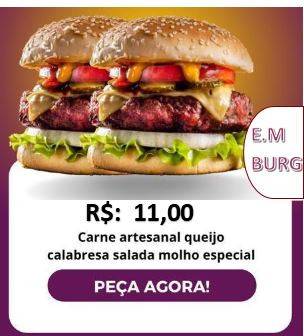 E.M
BURG
R$: 11,00
Carne artesanal queijo
calabresa salada molho especial
PEÇA AGORA!